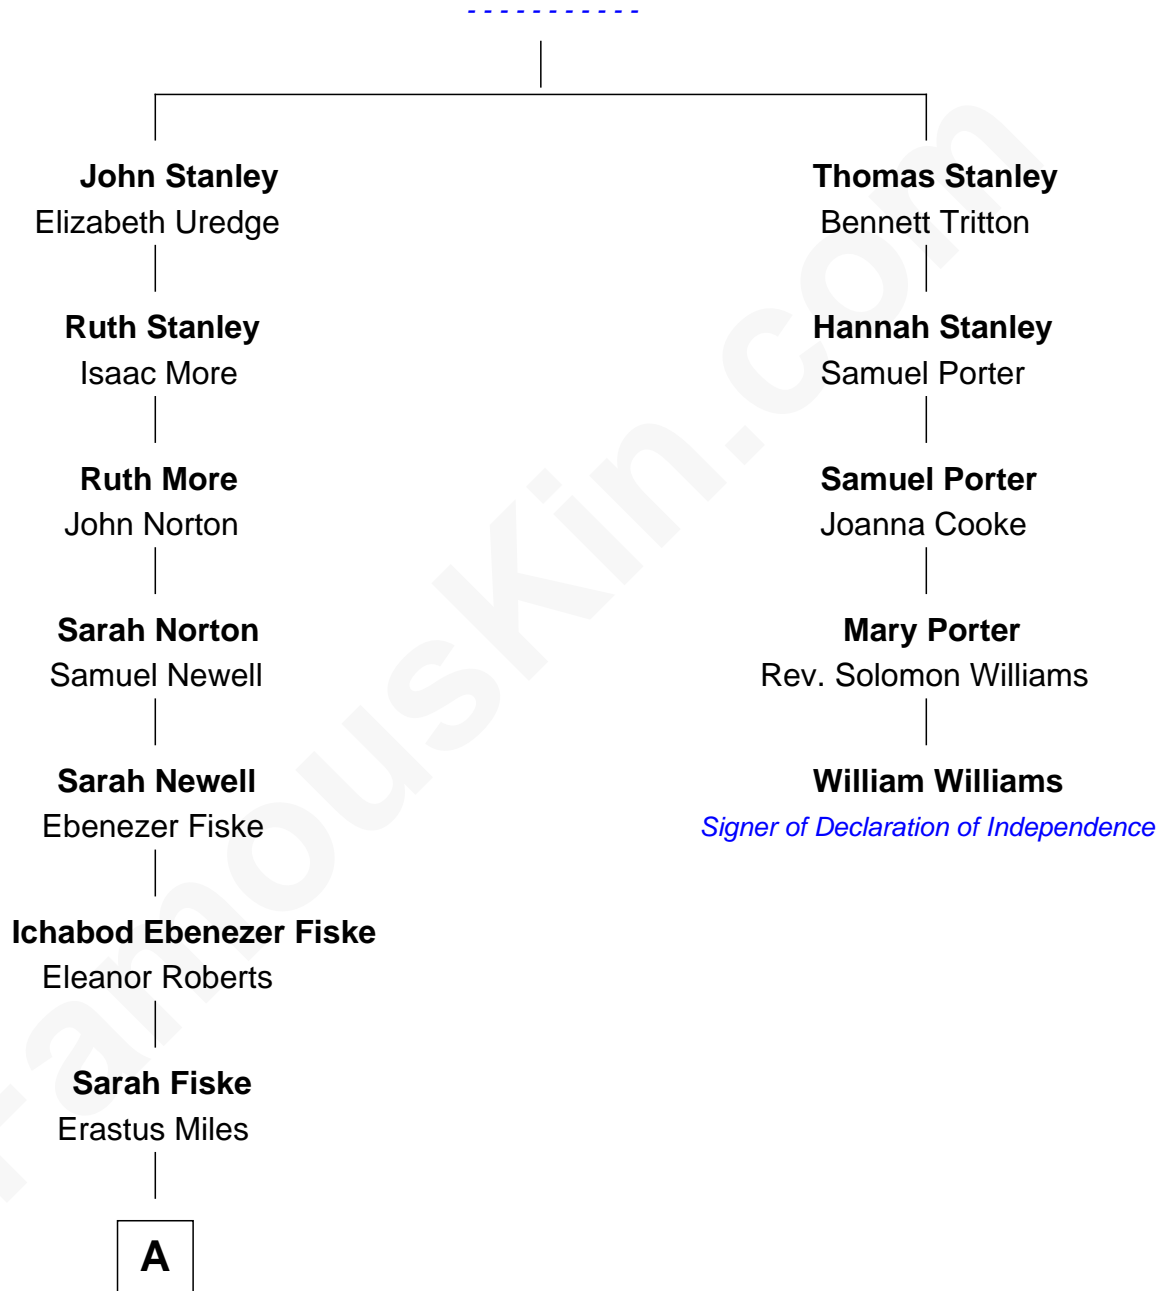 - - - - - - - - - - -
John Stanley
Elizabeth Uredge
Thomas Stanley
Bennett Tritton
Ruth Stanley
Isaac More
Hannah Stanley
Samuel Porter
Ruth More
John Norton
Samuel Porter
Joanna Cooke
Sarah Norton
Samuel Newell
Mary Porter
Rev. Solomon Williams
Sarah Newell
Ebenezer Fiske
William Williams
Signer of Declaration of Independence
Ichabod Ebenezer Fiske
Eleanor Roberts
Sarah Fiske
Erastus Miles
A
FamousKin.com